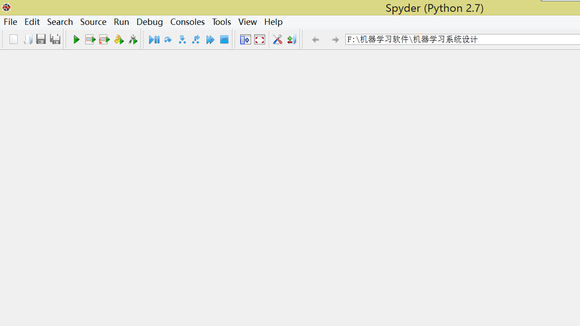 Spyder (Python 2.7)
File Edit Search Source Run Debug Consoles Tools View Help
F:\机器学习软件\机器学习系统设计